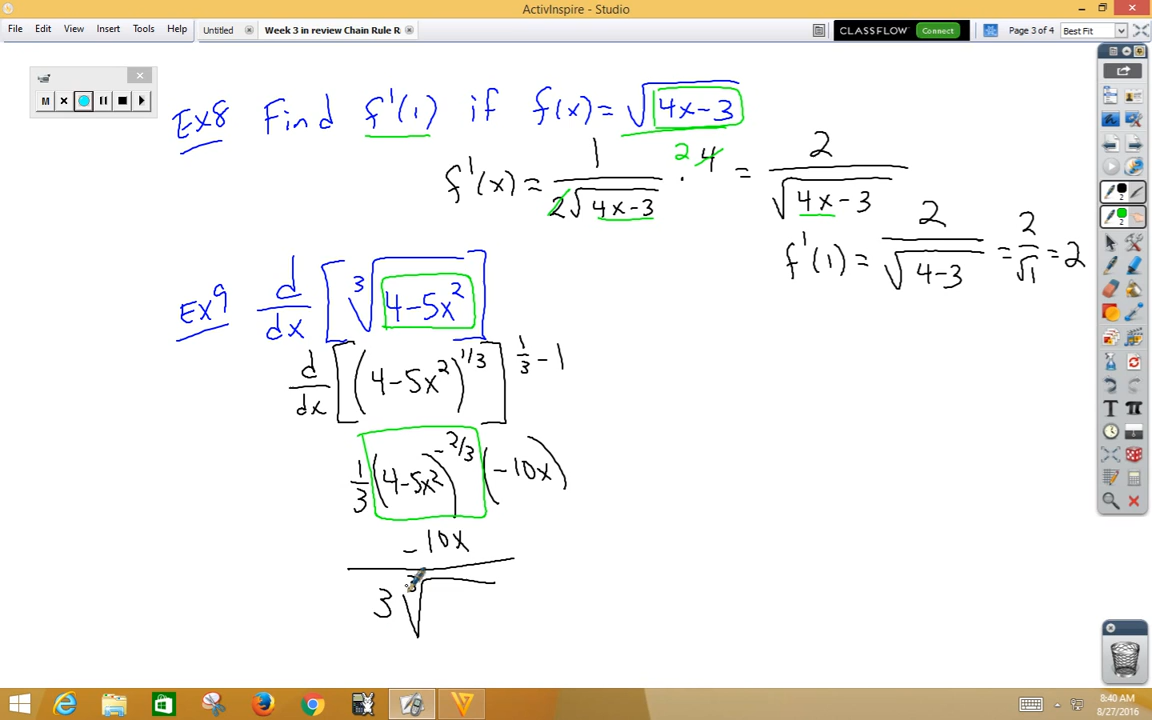 ActivInspire - Studio
File Edit View Insert Tools Help Untitled Week 3 in review Chain Rule R CLASSFLOW Connect Page 3 of 4 Best Fit
M
Ex8 Find f'(1) if f(x) = √(4x-3)
f'(x) = 1/(2√(4x-3)) · 4 2 = 2/√(4x-3)
f'(1) = 2/√(4-3) = 2/√1 = 2
Ex9 d/dx [∛(4-5x²)]
d/dx [(4-5x²)^1/3]^(1/3 - 1)
1/3 (4-5x²)^-2/3 (-10x)
-10x
3 ∛
2
2
T π
8:40 AM
8/27/2016